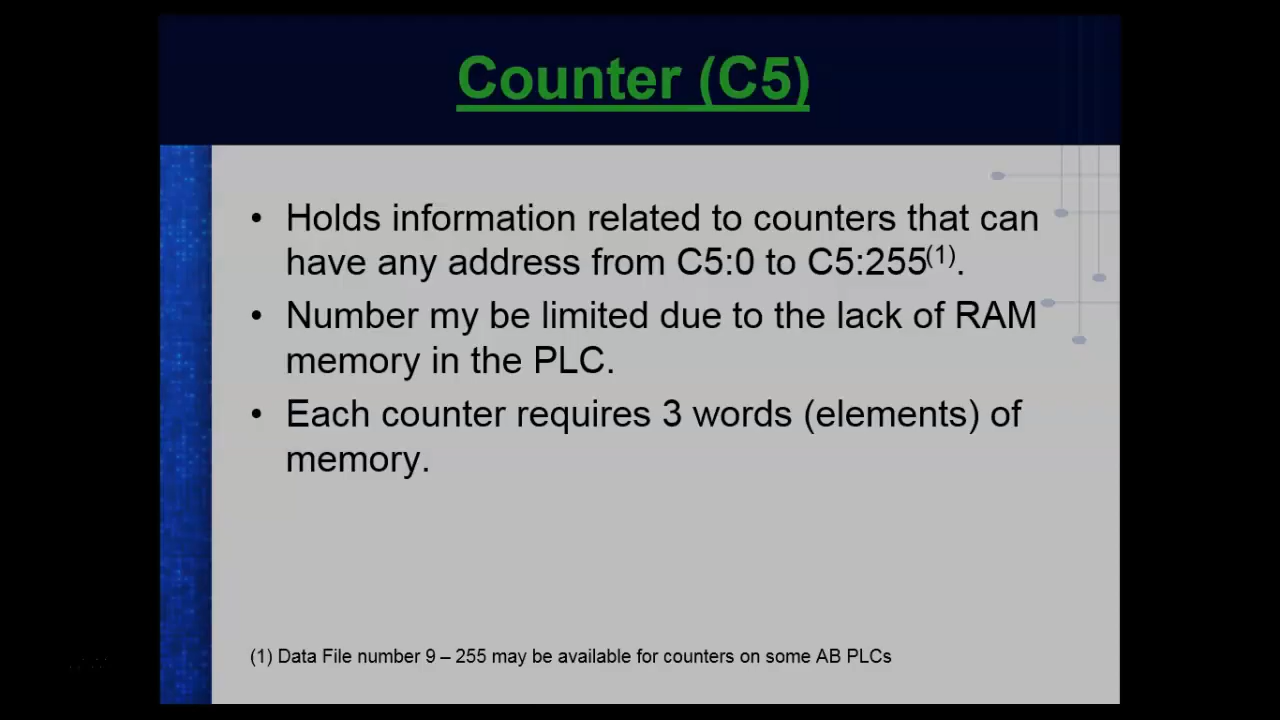 Counter (C5)
• Holds information related to counters that can
have any address from C5:0 to C5:255(1).
• Number my be limited due to the lack of RAM
memory in the PLC.
• Each counter requires 3 words (elements) of
memory.
(1) Data File number 9 – 255 may be available for counters on some AB PLCs